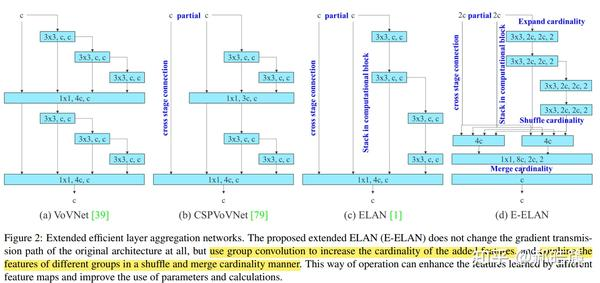 c
3x3, c, c
3x3, c, c
3x3, c, c
1x1, 4c, c
3x3, c, c
3x3, c, c
3x3, c, c
1x1, 4c, c
c
(a) VoVNet [39]
c partial c
cross stage connection
3x3, c, c
3x3, c, c
1x1, 3c, c
3x3, c, c
3x3, c, c
1x1, 4c, c
c
(b) CSPVoVNet [79]
c partial c
cross stage connection
Stack in computational block
3x3, c, c
3x3, c, c
3x3, c, c
3x3, c, c
1x1, 4c, c
c
(c) ELAN [1]
2c partial 2c
Expand cardinality
cross stage connection
Stack in computational block
3x3, 2c, 2c, 2
3x3, 2c, 2c, 2
3x3, 2c, 2c, 2
3x3, 2c, 2c, 2
Shuffle cardinality
4c 4c
1x1, 8c, 2c, 2
Merge cardinality
c
c
(d) E-ELAN
Figure 2: Extended efficient layer aggregation networks. The proposed extended ELAN (E-ELAN) does not change the gradient transmis-
sion path of the original architecture at all, but use group convolution to increase the cardinality of the added features, and combine the
features of different groups in a shuffle and merge cardinality manner. This way of operation can enhance the features learned by different
feature maps and improve the use of parameters and calculations.
知乎